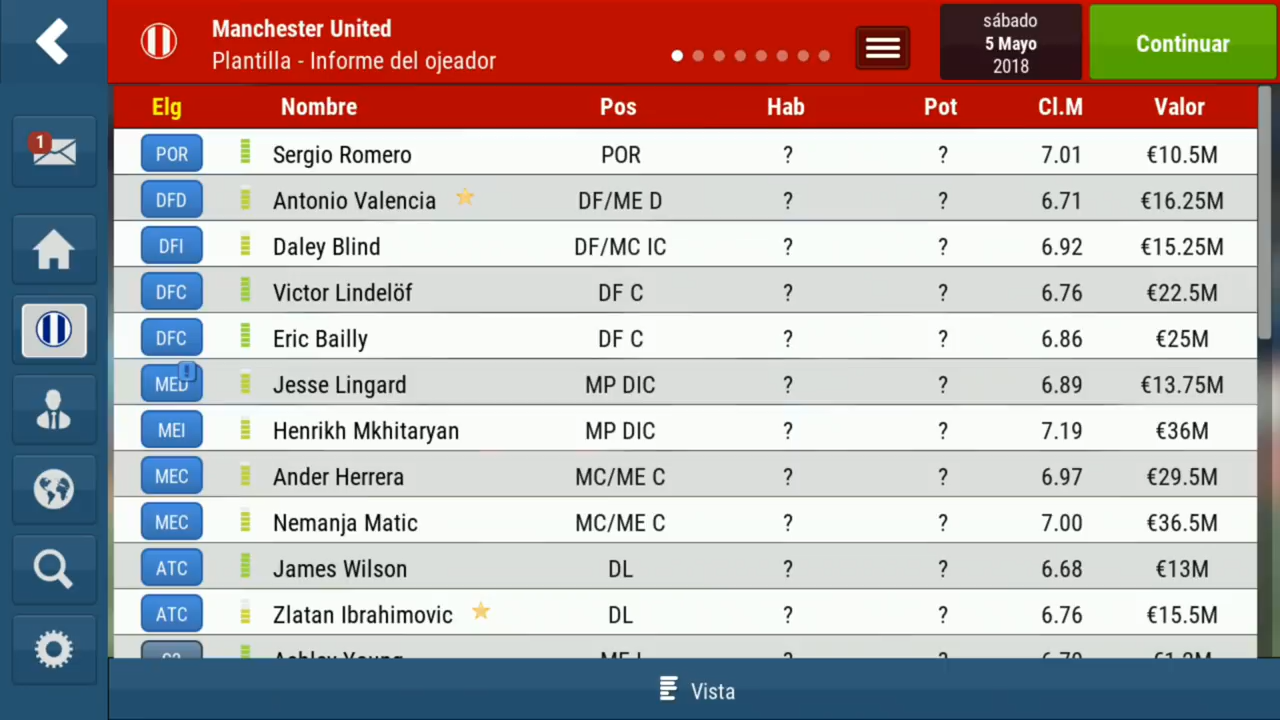 Manchester United
Plantilla - Informe del ojeador
sábado
5 Mayo
2018
Continuar
1
Elg Nombre Pos Hab Pot Cl.M Valor
POR Sergio Romero POR ? ? 7.01 €10.5M
DFD Antonio Valencia DF/ME D ? ? 6.71 €16.25M
DFI Daley Blind DF/MC IC ? ? 6.92 €15.25M
DFC Victor Lindelöf DF C ? ? 6.76 €22.5M
DFC Eric Bailly DF C ? ? 6.86 €25M
MED Jesse Lingard MP DIC ? ? 6.89 €13.75M
MEI Henrikh Mkhitaryan MP DIC ? ? 7.19 €36M
MEC Ander Herrera MC/ME C ? ? 6.97 €29.5M
MEC Nemanja Matic MC/ME C ? ? 7.00 €36.5M
ATC James Wilson DL ? ? 6.68 €13M
ATC Zlatan Ibrahimovic DL ? ? 6.76 €15.5M
Ashley Young
Vista